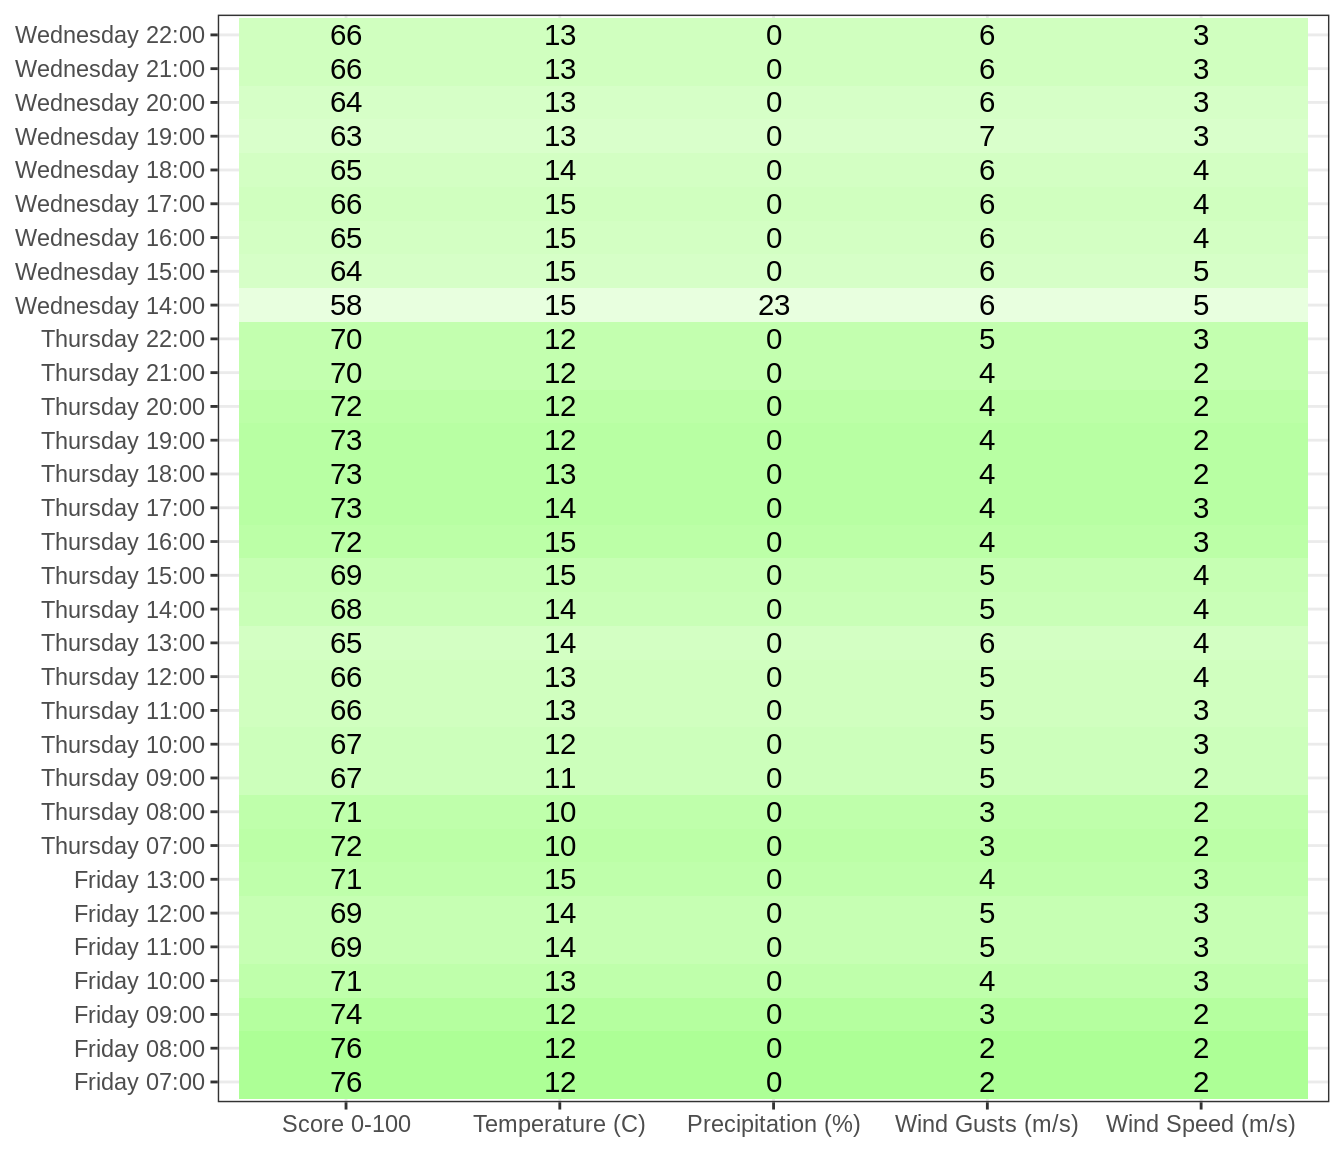 Wednesday 22:00 66 13 0 6 3
Wednesday 21:00 66 13 0 6 3
Wednesday 20:00 64 13 0 6 3
Wednesday 19:00 63 13 0 7 3
Wednesday 18:00 65 14 0 6 4
Wednesday 17:00 66 15 0 6 4
Wednesday 16:00 65 15 0 6 4
Wednesday 15:00 64 15 0 6 5
Wednesday 14:00 58 15 23 6 5
Thursday 22:00 70 12 0 5 3
Thursday 21:00 70 12 0 4 2
Thursday 20:00 72 12 0 4 2
Thursday 19:00 73 12 0 4 2
Thursday 18:00 73 13 0 4 2
Thursday 17:00 73 14 0 4 3
Thursday 16:00 72 15 0 4 3
Thursday 15:00 69 15 0 5 4
Thursday 14:00 68 14 0 5 4
Thursday 13:00 65 14 0 6 4
Thursday 12:00 66 13 0 5 4
Thursday 11:00 66 13 0 5 3
Thursday 10:00 67 12 0 5 3
Thursday 09:00 67 11 0 5 2
Thursday 08:00 71 10 0 3 2
Thursday 07:00 72 10 0 3 2
Friday 13:00 71 15 0 4 3
Friday 12:00 69 14 0 5 3
Friday 11:00 69 14 0 5 3
Friday 10:00 71 13 0 4 3
Friday 09:00 74 12 0 3 2
Friday 08:00 76 12 0 2 2
Friday 07:00 76 12 0 2 2
Score 0-100 Temperature (C) Precipitation (%) Wind Gusts (m/s) Wind Speed (m/s)